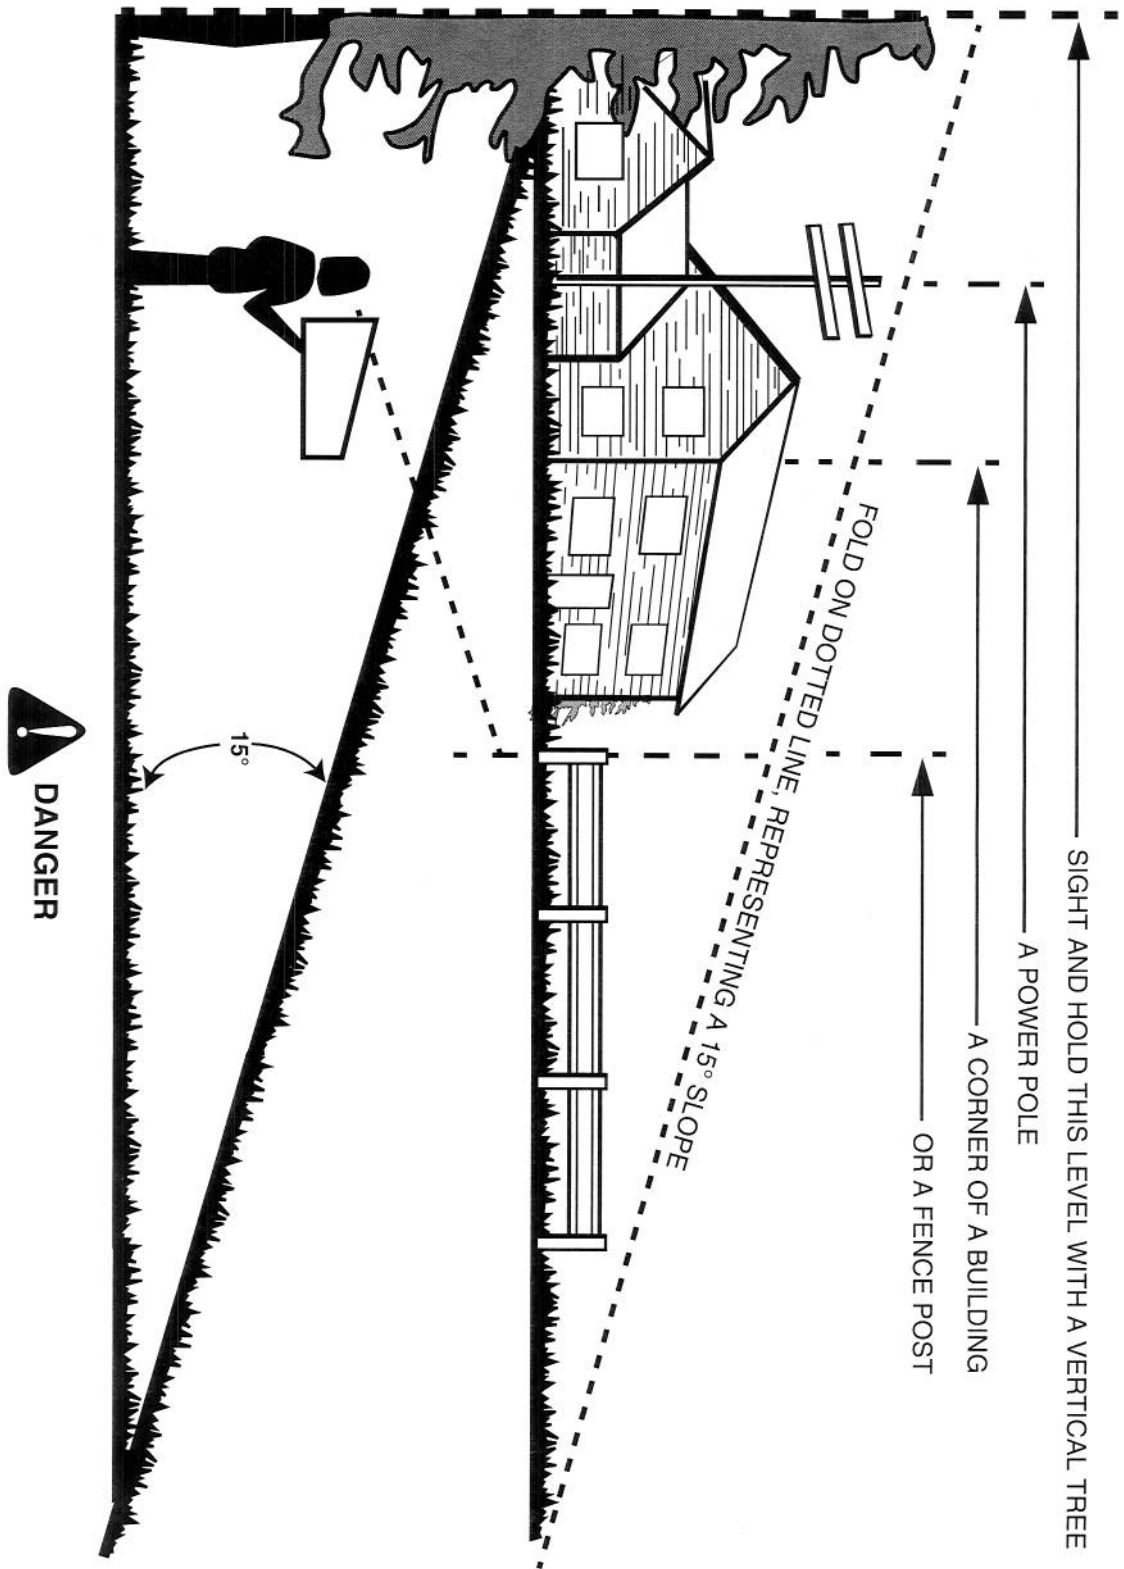 SIGHT AND HOLD THIS LEVEL WITH A VERTICAL TREE
A POWER POLE
A CORNER OF A BUILDING
OR A FENCE POST
FOLD ON DOTTED LINE, REPRESENTING A 15° SLOPE
15°
DANGER